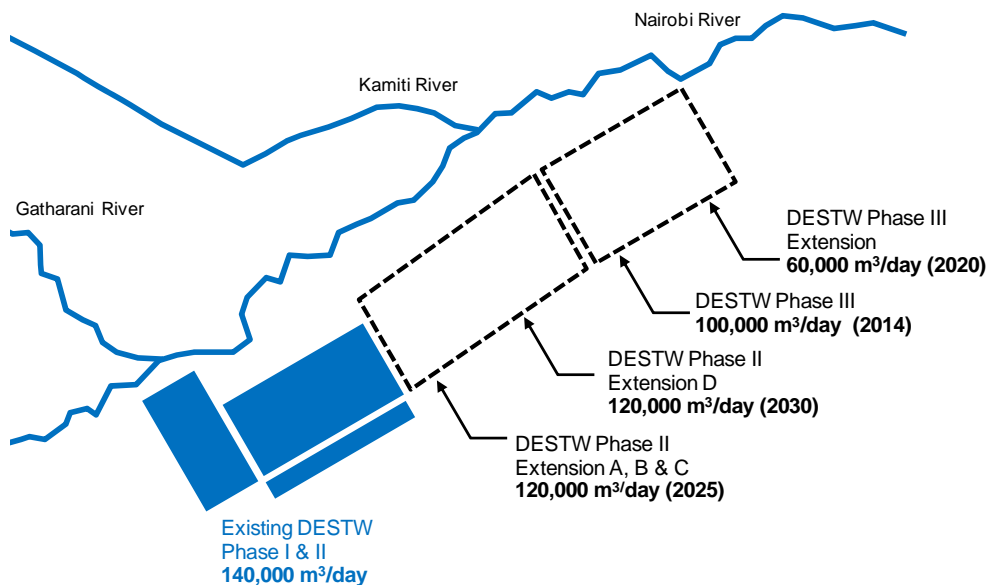 Nairobi River
Kamiti River
Gatharani River
DESTW Phase III
Extension
60,000 m³/day (2020)
DESTW Phase III
100,000 m³/day (2014)
DESTW Phase II
Extension D
120,000 m³/day (2030)
DESTW Phase II
Extension A, B & C
120,000 m³/day (2025)
Existing DESTW
Phase I & II
140,000 m³/day